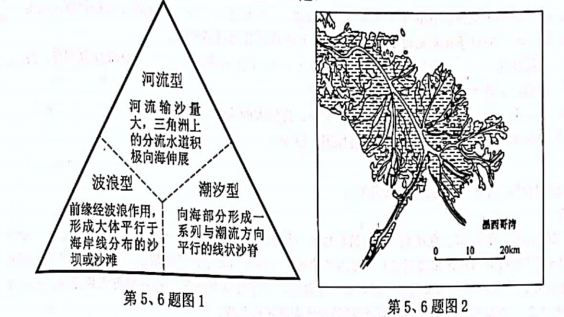 河流型
河流输沙量
大，三角洲上
的分流水道积
极向海伸展
波浪型
前缘经波浪作用，
形成大体平行于
海岸线分布的沙
坝或沙滩
潮汐型
向海部分形成一
系列与潮流方向
平行的线状沙脊
第5、6题图1
墨西哥湾
0 10 20km
第5、6题图2